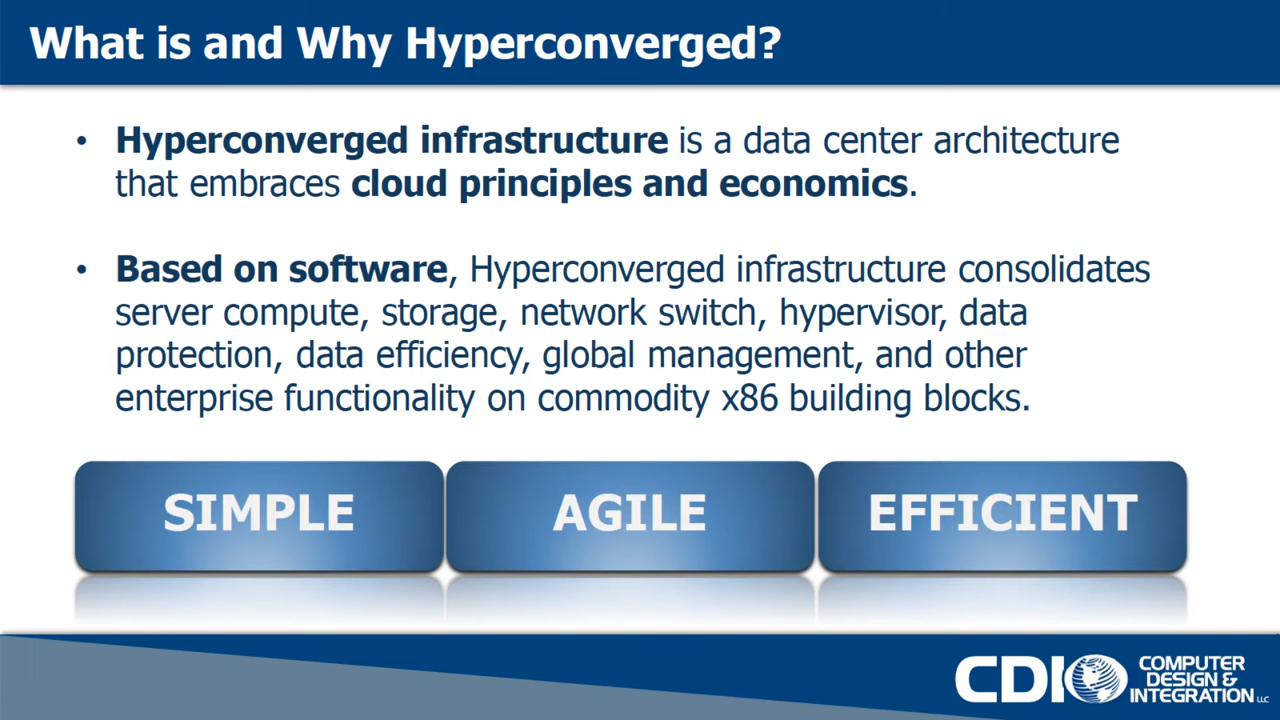 What is and Why Hyperconverged?
• Hyperconverged infrastructure is a data center architecture
that embraces cloud principles and economics.
• Based on software, Hyperconverged infrastructure consolidates
server compute, storage, network switch, hypervisor, data
protection, data efficiency, global management, and other
enterprise functionality on commodity x86 building blocks.
SIMPLE
AGILE
EFFICIENT
CDI
COMPUTER
DESIGN &
INTEGRATION LLC